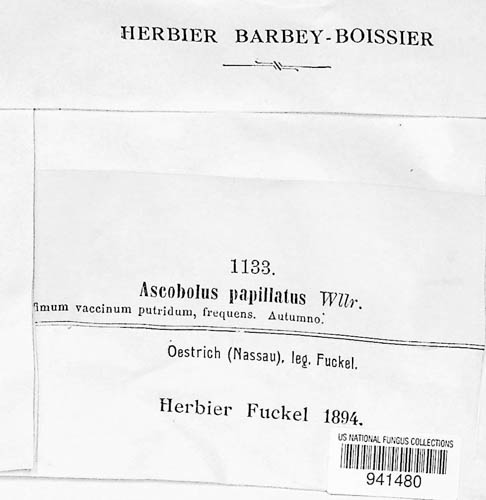 HERBIER BARBEY-BOISSIER
1133.
Ascobolus papillatus Wllr.
fimum vaccinum putridum, frequens. Autumno.
Oestrich (Nassau), leg. Fuckel.
Herbier Fuckel 1894.
US NATIONAL FUNGUS COLLECTIONS
941480